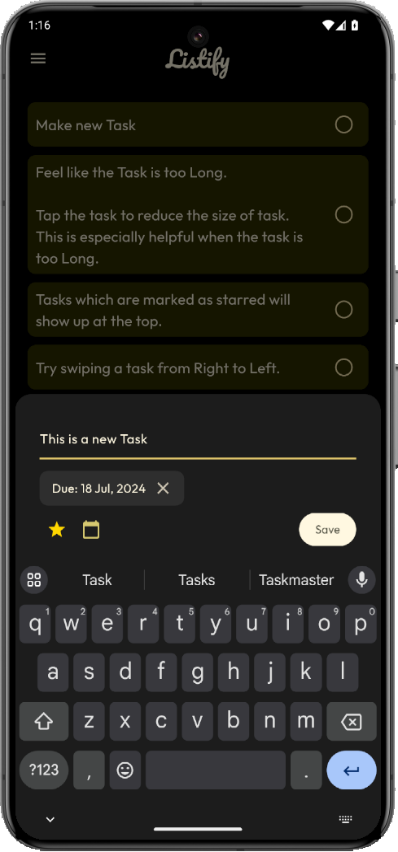 1:16
Listify
Make new Task
Feel like the Task is too Long.
Tap the task to reduce the size of task.
This is especially helpful when the task is
too Long.
Tasks which are marked as starred will
show up at the top.
Try swiping a task from Right to Left.
This is a new Task
Due: 18 Jul, 2024
Save
Task Tasks Taskmaster
q1 w2 e3 r4 t5 y6 u7 i8 o9 p0
a s d f g h j k l
z x c v b n m
?123 , .